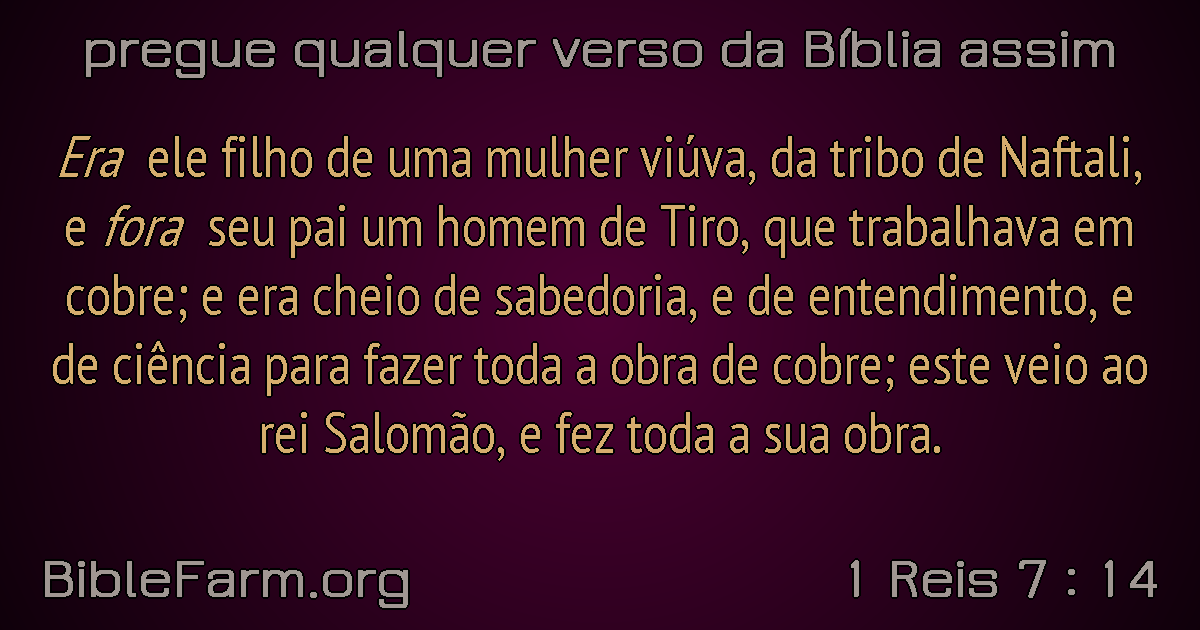 pregue qualquer verso da Bíblia assim
Era ele filho de uma mulher viúva, da tribo de Naftali,
e fora seu pai um homem de Tiro, que trabalhava em
cobre; e era cheio de sabedoria, e de entendimento, e
de ciência para fazer toda a obra de cobre; este veio ao
rei Salomão, e fez toda a sua obra.
BibleFarm.org
1 Reis 7 : 14